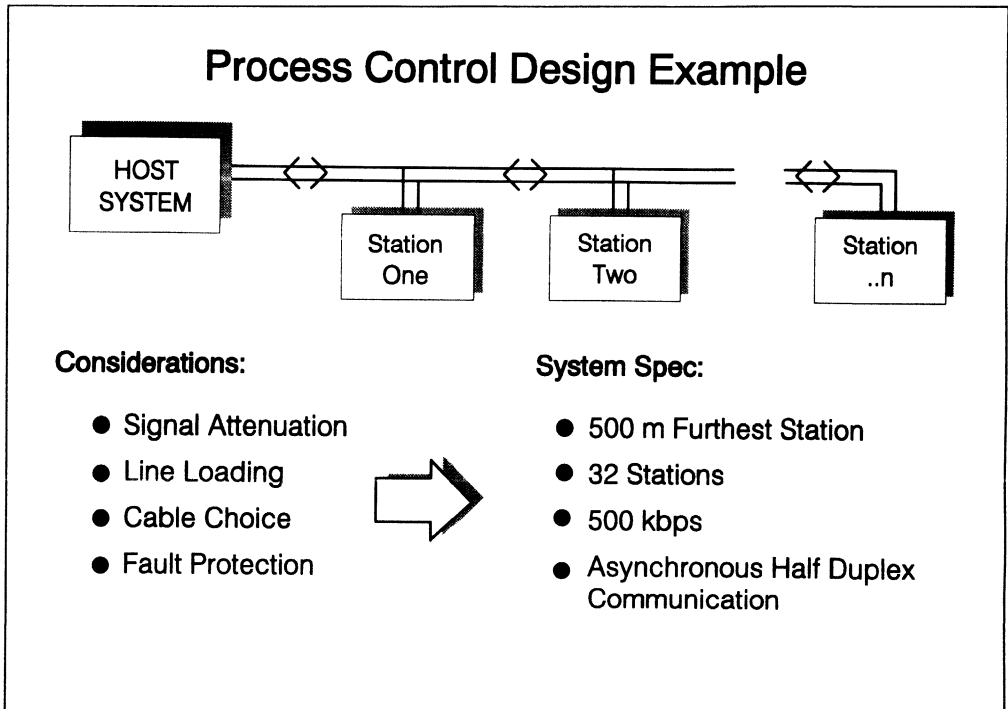 Process Control Design Example
HOST
SYSTEM
Station
One
Station
Two
Station
..n
Considerations:
● Signal Attenuation
● Line Loading
● Cable Choice
● Fault Protection
System Spec:
● 500 m Furthest Station
● 32 Stations
● 500 kbps
● Asynchronous Half Duplex
Communication